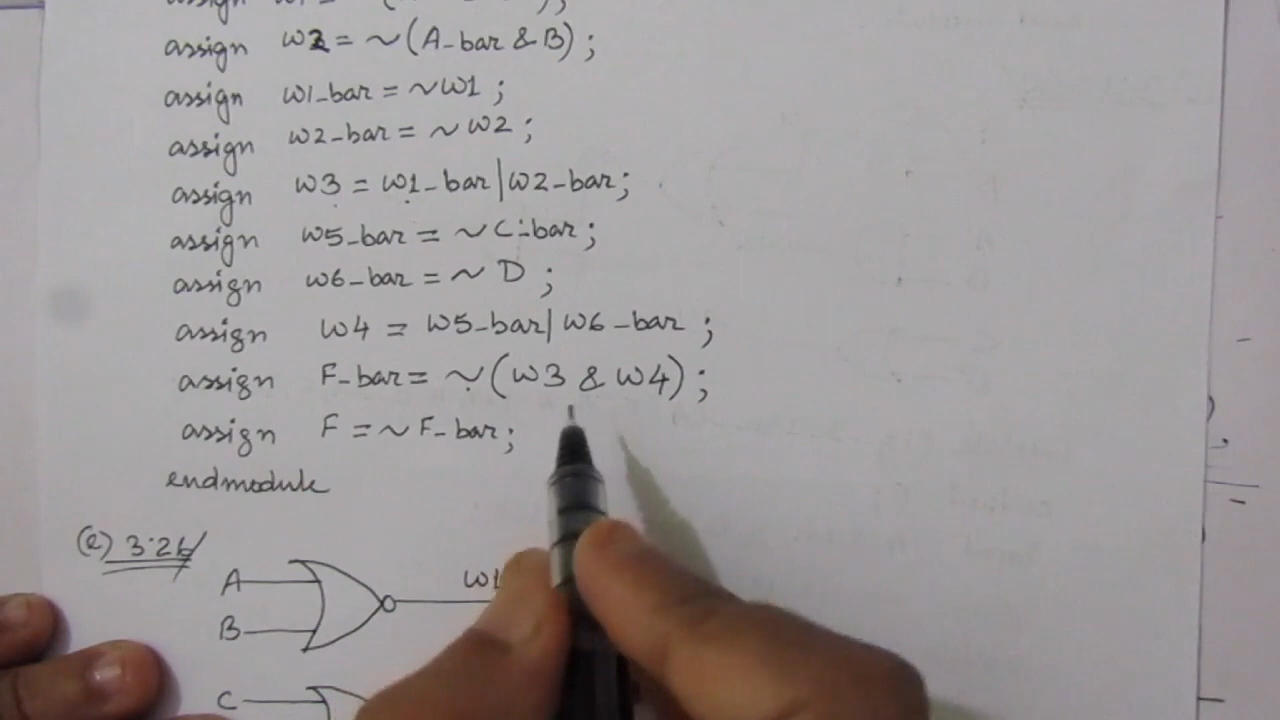 assign
assign w2 = ~(A-bar & B);
assign w1-bar = ~w1;
assign w2-bar = ~w2;
assign w3 = w1-bar|w2-bar;
assign w5-bar = ~C-bar;
assign w6-bar = ~D;
assign w4 = w5-bar|w6-bar;
assign F-bar = ~(w3 & w4);
assign F = ~F-bar;
endmodule
(e) 3.26
A
w1
B
C